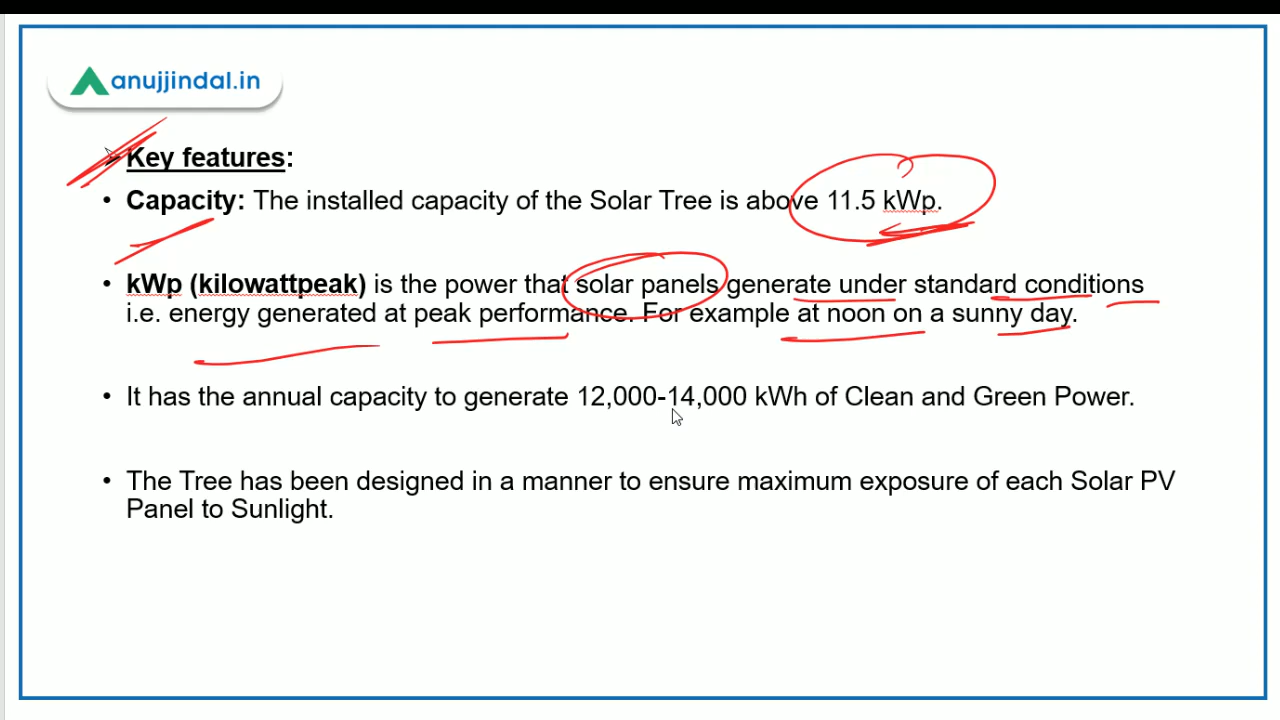 anujjindal.in
➤ Key features:
• Capacity: The installed capacity of the Solar Tree is above 11.5 kWp.
• kWp (kilowattpeak) is the power that solar panels generate under standard conditions
i.e. energy generated at peak performance. For example at noon on a sunny day.
• It has the annual capacity to generate 12,000-14,000 kWh of Clean and Green Power.
• The Tree has been designed in a manner to ensure maximum exposure of each Solar PV
Panel to Sunlight.